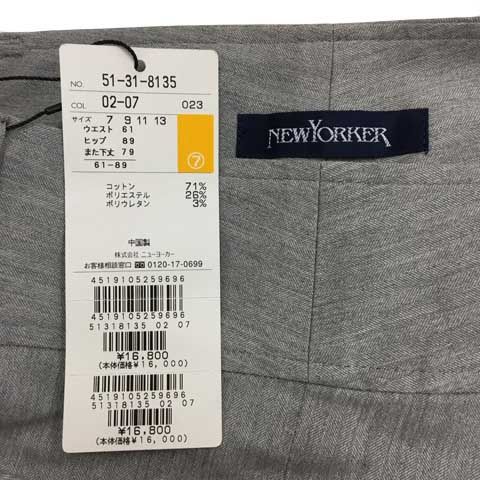 NO. 51-31-8135
COL 02-07 023
サイズ 7 9 11 13
ウエスト 61
ヒップ 89
また下丈 79
61-89
⑦
コットン 71%
ポリエステル 26%
ポリウレタン 3%
中国製
株式会社 ニューヨーカー
お客様相談窓口 0120-17-0699
4519105259696
4519105259696
51318135 02 07
¥16,800
(本体価格¥16,000)
4519105259696
51318135 02 07
¥16,800
(本体価格¥16,000)
NEWYORKER